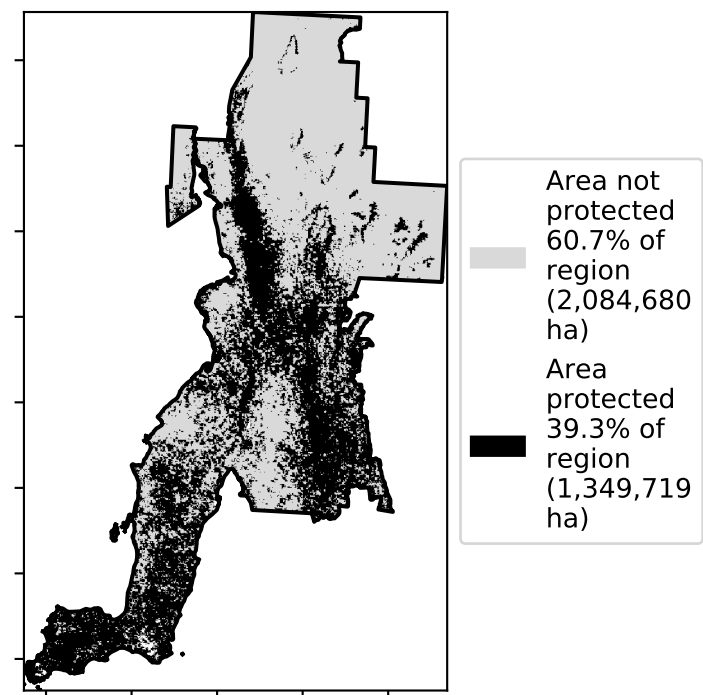 Area not
protected
60.7% of
region
(2,084,680
ha)
Area
protected
39.3% of
region
(1,349,719
ha)